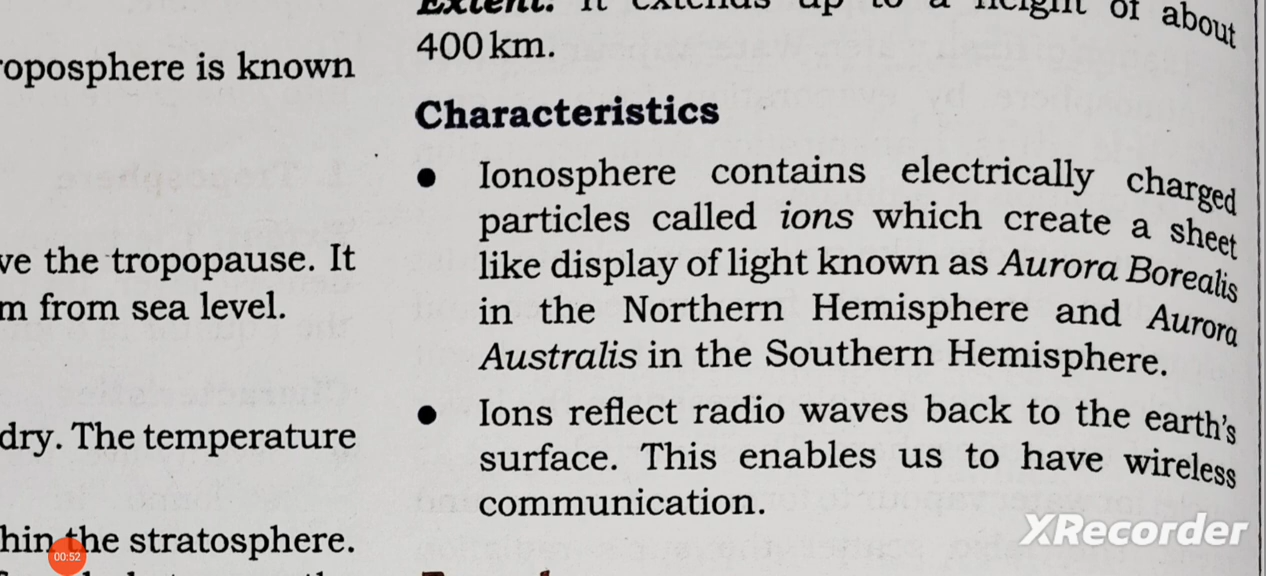 oposphere is known
ve the tropopause. It
m from sea level.
dry. The temperature
hin the stratosphere.
Extent: It extends up to a height of about
400 km.
Characteristics
● Ionosphere contains electrically charged
particles called ions which create a sheet
like display of light known as Aurora Borealis
in the Northern Hemisphere and Aurora
Australis in the Southern Hemisphere.
● Ions reflect radio waves back to the earth's
surface. This enables us to have wireless
communication.
XRecorder
00:52